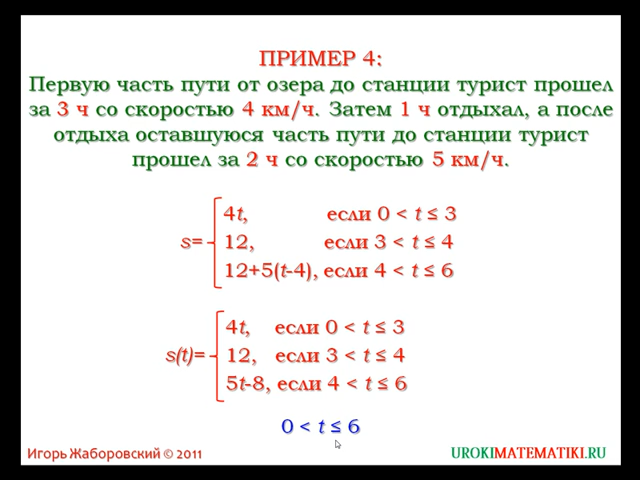 ПРИМЕР 4:
Первую часть пути от озера до станции турист прошел
за 3 ч со скоростью 4 км/ч. Затем 1 ч отдыхал, а после
отдыха оставшуюся часть пути до станции турист
прошел за 2 ч со скоростью 5 км/ч.
4t, если 0 < t ≤ 3
s= 12, если 3 < t ≤ 4
12+5(t-4), если 4 < t ≤ 6
4t, если 0 < t ≤ 3
s(t)= 12, если 3 < t ≤ 4
5t-8, если 4 < t ≤ 6
0 < t ≤ 6
Игорь Жаборовский © 2011
UROKIMATEMATIKI.RU